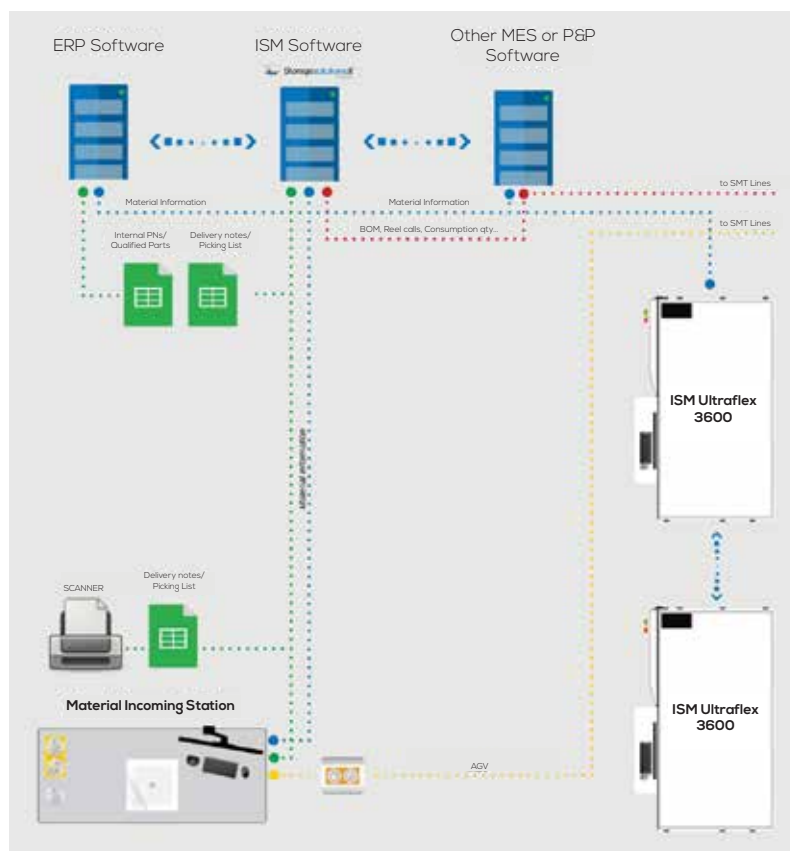 ERP Software
ISM Software
Other MES or P&P
Software
to SMT Lines
Material Information
Material Information
to SMT Lines
BOM, Reel calls, Consumption qty...
Internal PNs/
Qualified Parts
Delivery notes/
Picking List
ISM Ultraflex
3600
Material Information
SCANNER
Delivery notes/
Picking List
Material Incoming Station
ISM Ultraflex
3600
AGV